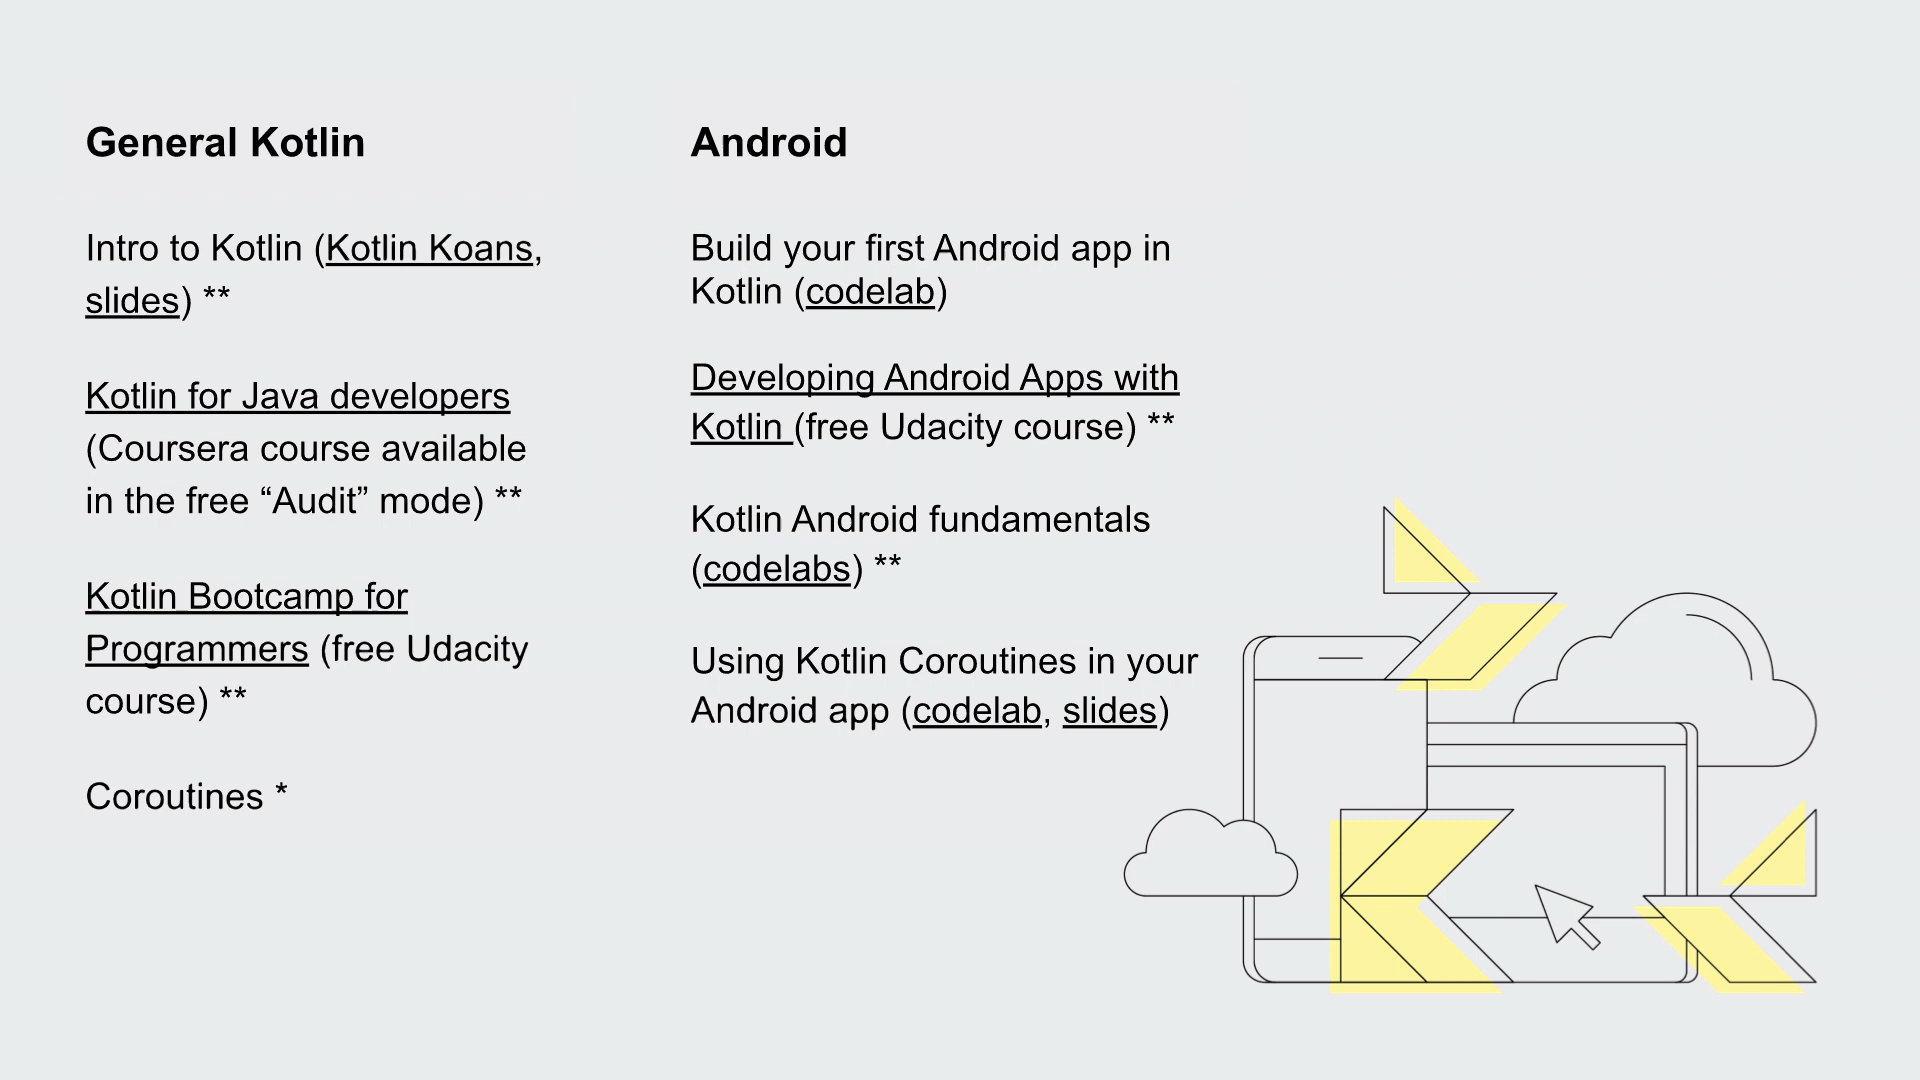 General Kotlin
Intro to Kotlin (Kotlin Koans,
slides) **
Kotlin for Java developers
(Coursera course available
in the free “Audit” mode) **
Kotlin Bootcamp for
Programmers (free Udacity
course) **
Coroutines *
Android
Build your first Android app in
Kotlin (codelab)
Developing Android Apps with
Kotlin (free Udacity course) **
Kotlin Android fundamentals
(codelabs) **
Using Kotlin Coroutines in your
Android app (codelab, slides)